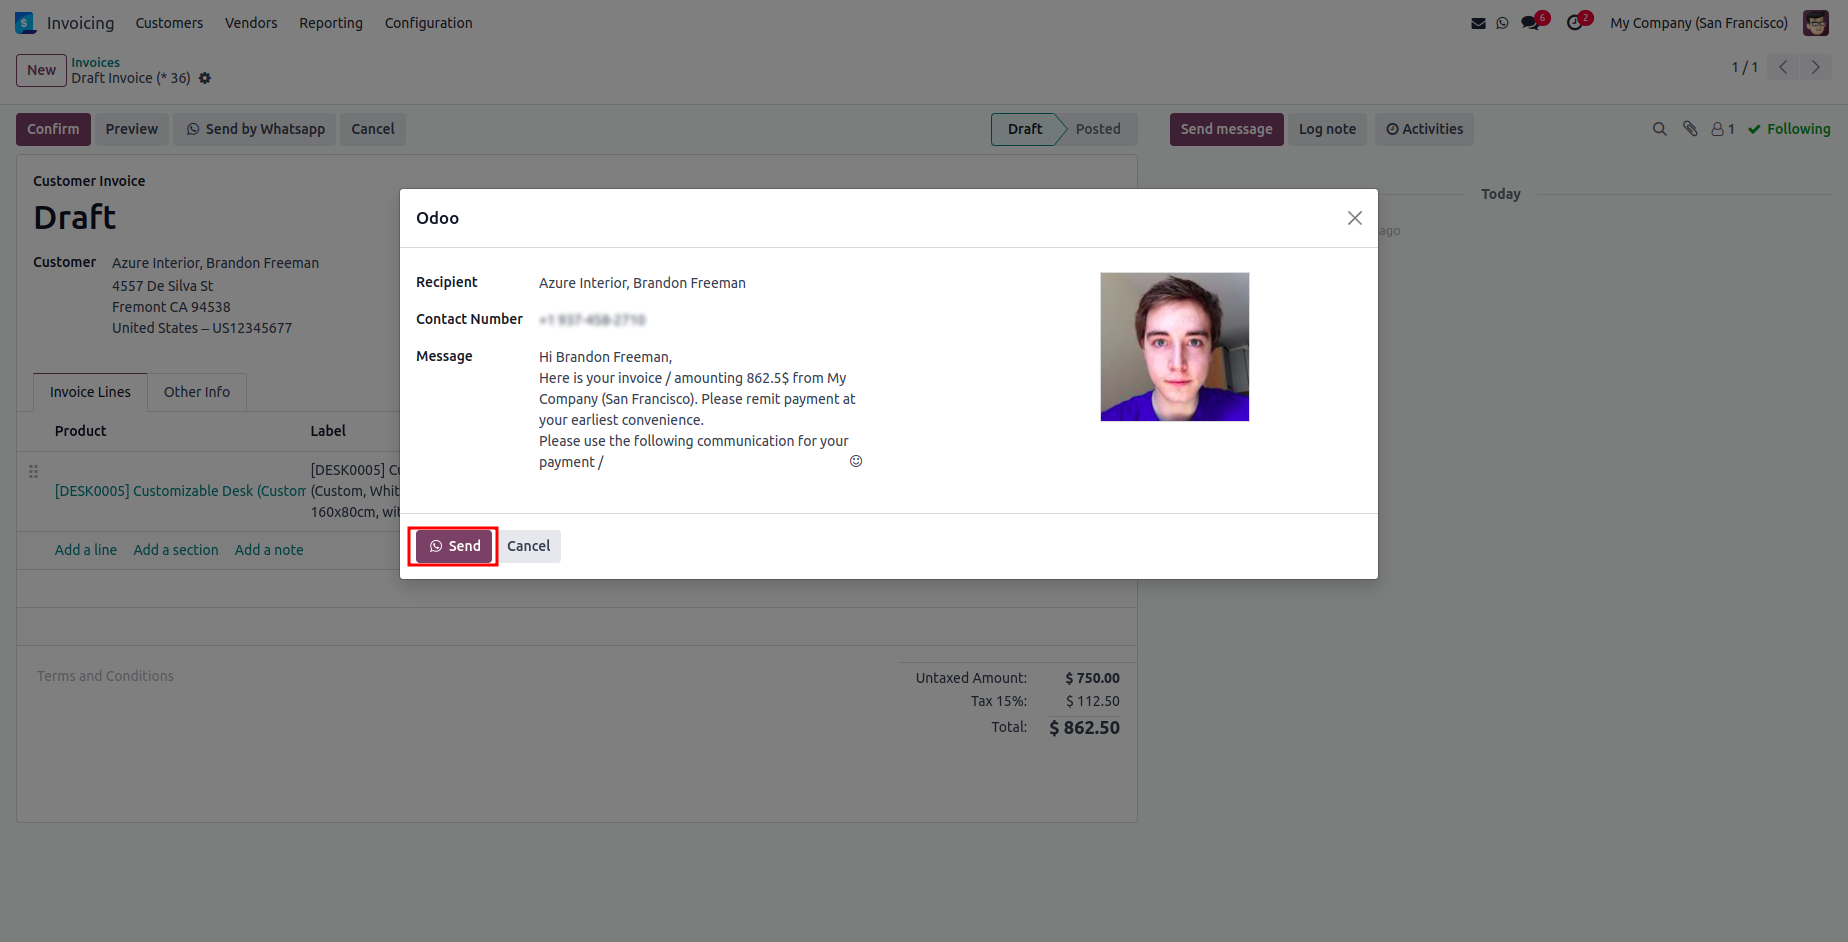 Invoicing Customers Vendors Reporting Configuration 6 2 My Company (San Francisco)
New Invoices
Draft Invoice (* 36) 1 / 1
Confirm Preview Send by Whatsapp Cancel Draft Posted Send message Log note Activities 1 Following
Customer Invoice
Draft
Today
ago
Customer Azure Interior, Brandon Freeman
4557 De Silva St
Fremont CA 94538
United States – US12345677
Invoice Lines Other Info
Product Label
[DESK0005] Customizable Desk (Custom
[DESK0005] Cu
(Custom, Whit
160x80cm, wit
Add a line Add a section Add a note
Terms and Conditions
Untaxed Amount: $ 750.00
Tax 15%: $ 112.50
Total: $ 862.50
Odoo
Recipient Azure Interior, Brandon Freeman
Contact Number
Message Hi Brandon Freeman,
Here is your invoice / amounting 862.5$ from My
Company (San Francisco). Please remit payment at
your earliest convenience.
Please use the following communication for your
payment /
Send Cancel